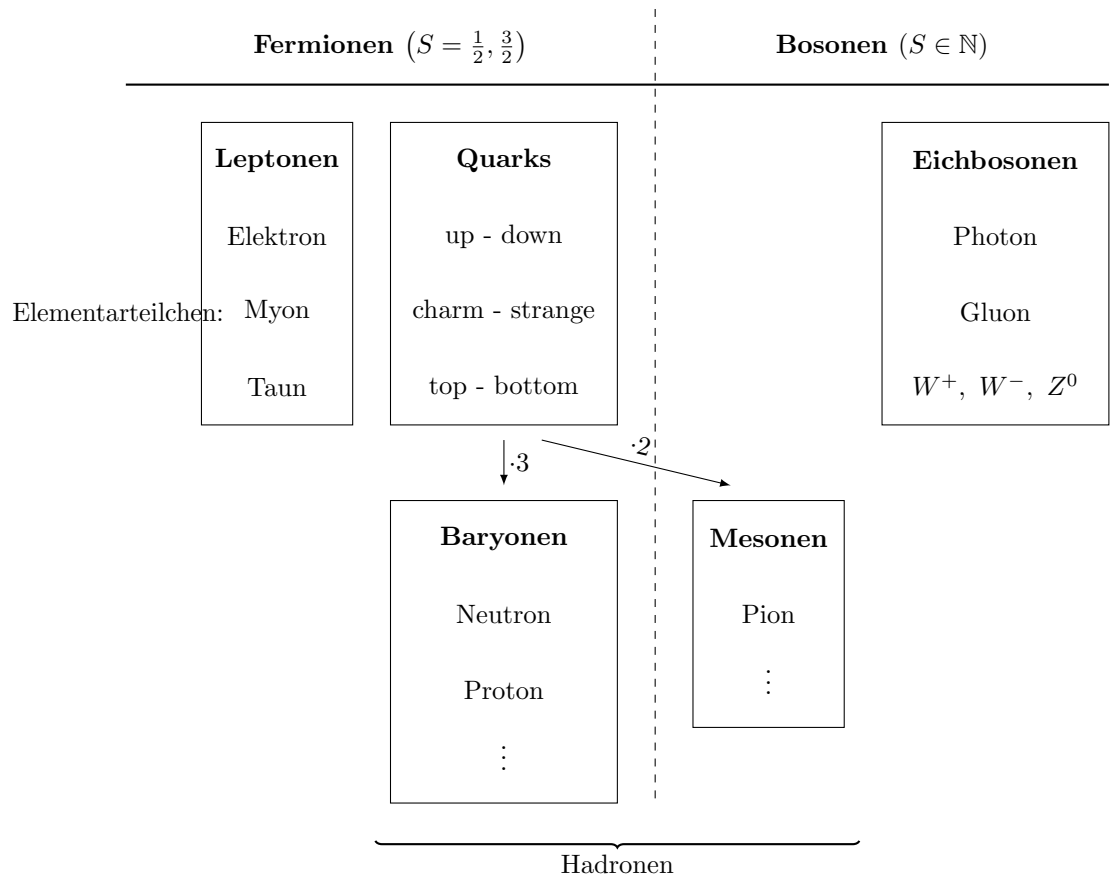 Fermionen (S = 1/2, 3/2)
Bosonen (S ∈ ℕ)
Elementarteilchen:
Leptonen
Elektron
Myon
Taun
Quarks
up - down
charm - strange
top - bottom
Eichbosonen
Photon
Gluon
W⁺, W⁻, Z⁰
·3
·2
Baryonen
Neutron
Proton
⋮
Mesonen
Pion
⋮
Hadronen